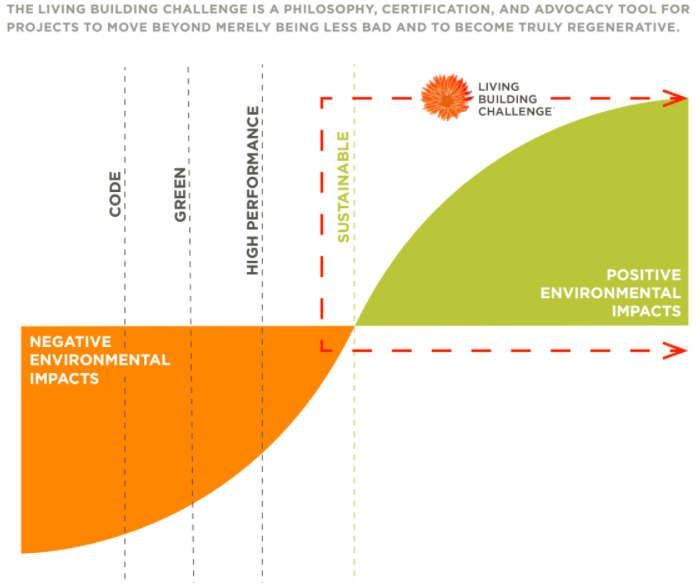 THE LIVING BUILDING CHALLENGE IS A PHILOSOPHY, CERTIFICATION, AND ADVOCACY TOOL FOR
PROJECTS TO MOVE BEYOND MERELY BEING LESS BAD AND TO BECOME TRULY REGENERATIVE.
CODE
GREEN
HIGH PERFORMANCE
SUSTAINABLE
LIVING
BUILDING
CHALLENGE
POSITIVE
ENVIRONMENTAL
IMPACTS
NEGATIVE
ENVIRONMENTAL
IMPACTS